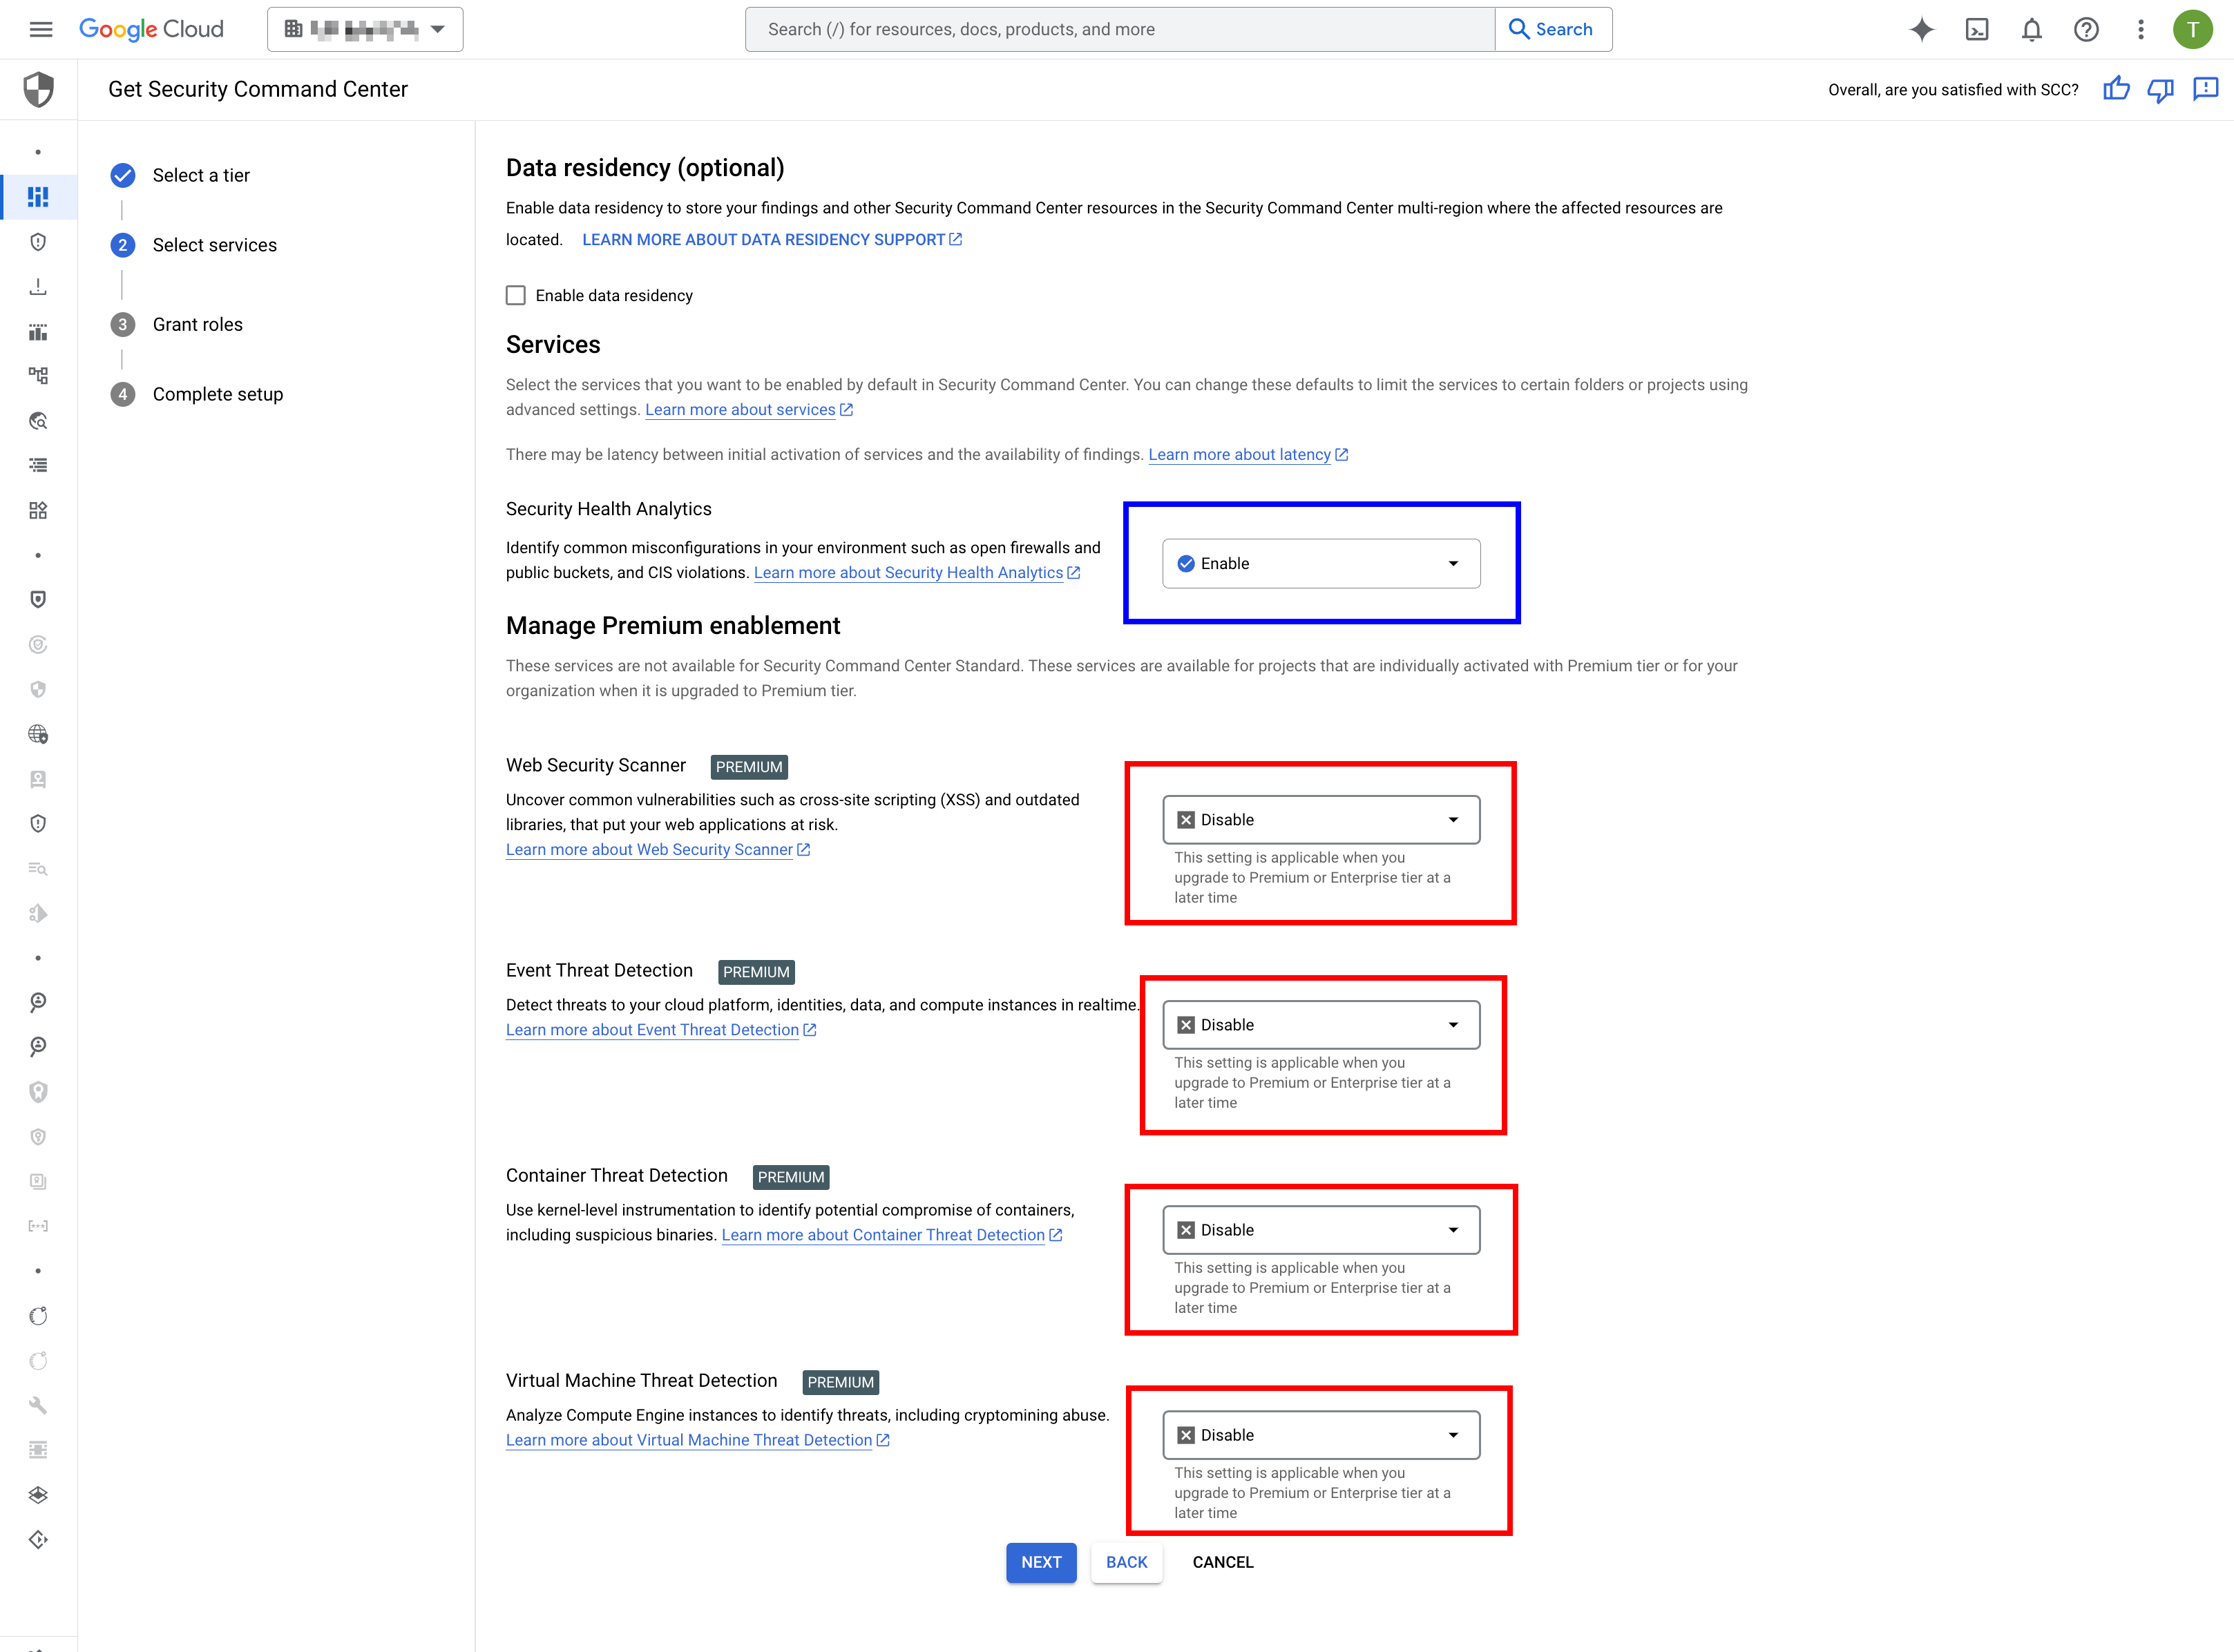 Google Cloud
Search (/) for resources, docs, products, and more
Search
T
Get Security Command Center
Overall, are you satisfied with SCC?
Select a tier
2 Select services
3 Grant roles
4 Complete setup
Data residency (optional)
Enable data residency to store your findings and other Security Command Center resources in the Security Command Center multi-region where the affected resources are
located. LEARN MORE ABOUT DATA RESIDENCY SUPPORT
Enable data residency
Services
Select the services that you want to be enabled by default in Security Command Center. You can change these defaults to limit the services to certain folders or projects using
advanced settings. Learn more about services
There may be latency between initial activation of services and the availability of findings. Learn more about latency
Security Health Analytics
Identify common misconfigurations in your environment such as open firewalls and
public buckets, and CIS violations. Learn more about Security Health Analytics
Enable
Manage Premium enablement
These services are not available for Security Command Center Standard. These services are available for projects that are individually activated with Premium tier or for your
organization when it is upgraded to Premium tier.
Web Security Scanner PREMIUM
Uncover common vulnerabilities such as cross-site scripting (XSS) and outdated
libraries, that put your web applications at risk.
Learn more about Web Security Scanner
Disable
This setting is applicable when you
upgrade to Premium or Enterprise tier at a
later time
Event Threat Detection PREMIUM
Detect threats to your cloud platform, identities, data, and compute instances in realtime.
Learn more about Event Threat Detection
Disable
This setting is applicable when you
upgrade to Premium or Enterprise tier at a
later time
Container Threat Detection PREMIUM
Use kernel-level instrumentation to identify potential compromise of containers,
including suspicious binaries. Learn more about Container Threat Detection
Disable
This setting is applicable when you
upgrade to Premium or Enterprise tier at a
later time
Virtual Machine Threat Detection PREMIUM
Analyze Compute Engine instances to identify threats, including cryptomining abuse.
Learn more about Virtual Machine Threat Detection
Disable
This setting is applicable when you
upgrade to Premium or Enterprise tier at a
later time
NEXT BACK CANCEL